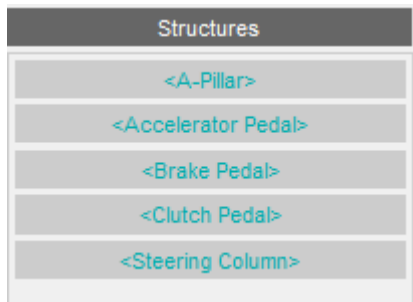 Structures
<A-Pillar>
<Accelerator Pedal>
<Brake Pedal>
<Clutch Pedal>
<Steering Column>